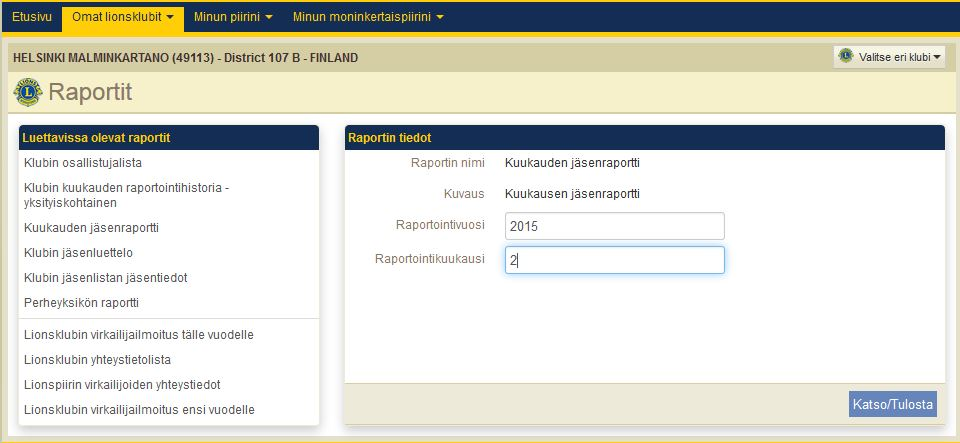 Etusivu Omat lionsklubit Minun piirini Minun moninkertaispiirini
HELSINKI MALMINKARTANO (49113) - District 107 B - FINLAND
Valitse eri klubi
Raportit
Luettavissa olevat raportit
Klubin osallistujalista
Klubin kuukauden raportointihistoria -
yksityiskohtainen
Kuukauden jäsenraportti
Klubin jäsenluettelo
Klubin jäsenlistan jäsentiedot
Perheyksikön raportti
Lionsklubin virkailijailmoitus tälle vuodelle
Lionsklubin yhteystietolista
Lionspiirin virkailijoiden yhteystiedot
Lionsklubin virkailijailmoitus ensi vuodelle
Raportin tiedot
Raportin nimi Kuukauden jäsenraportti
Kuvaus Kuukausen jäsenraportti
Raportointivuosi 2015
Raportointikuukausi 2
Katso/Tulosta